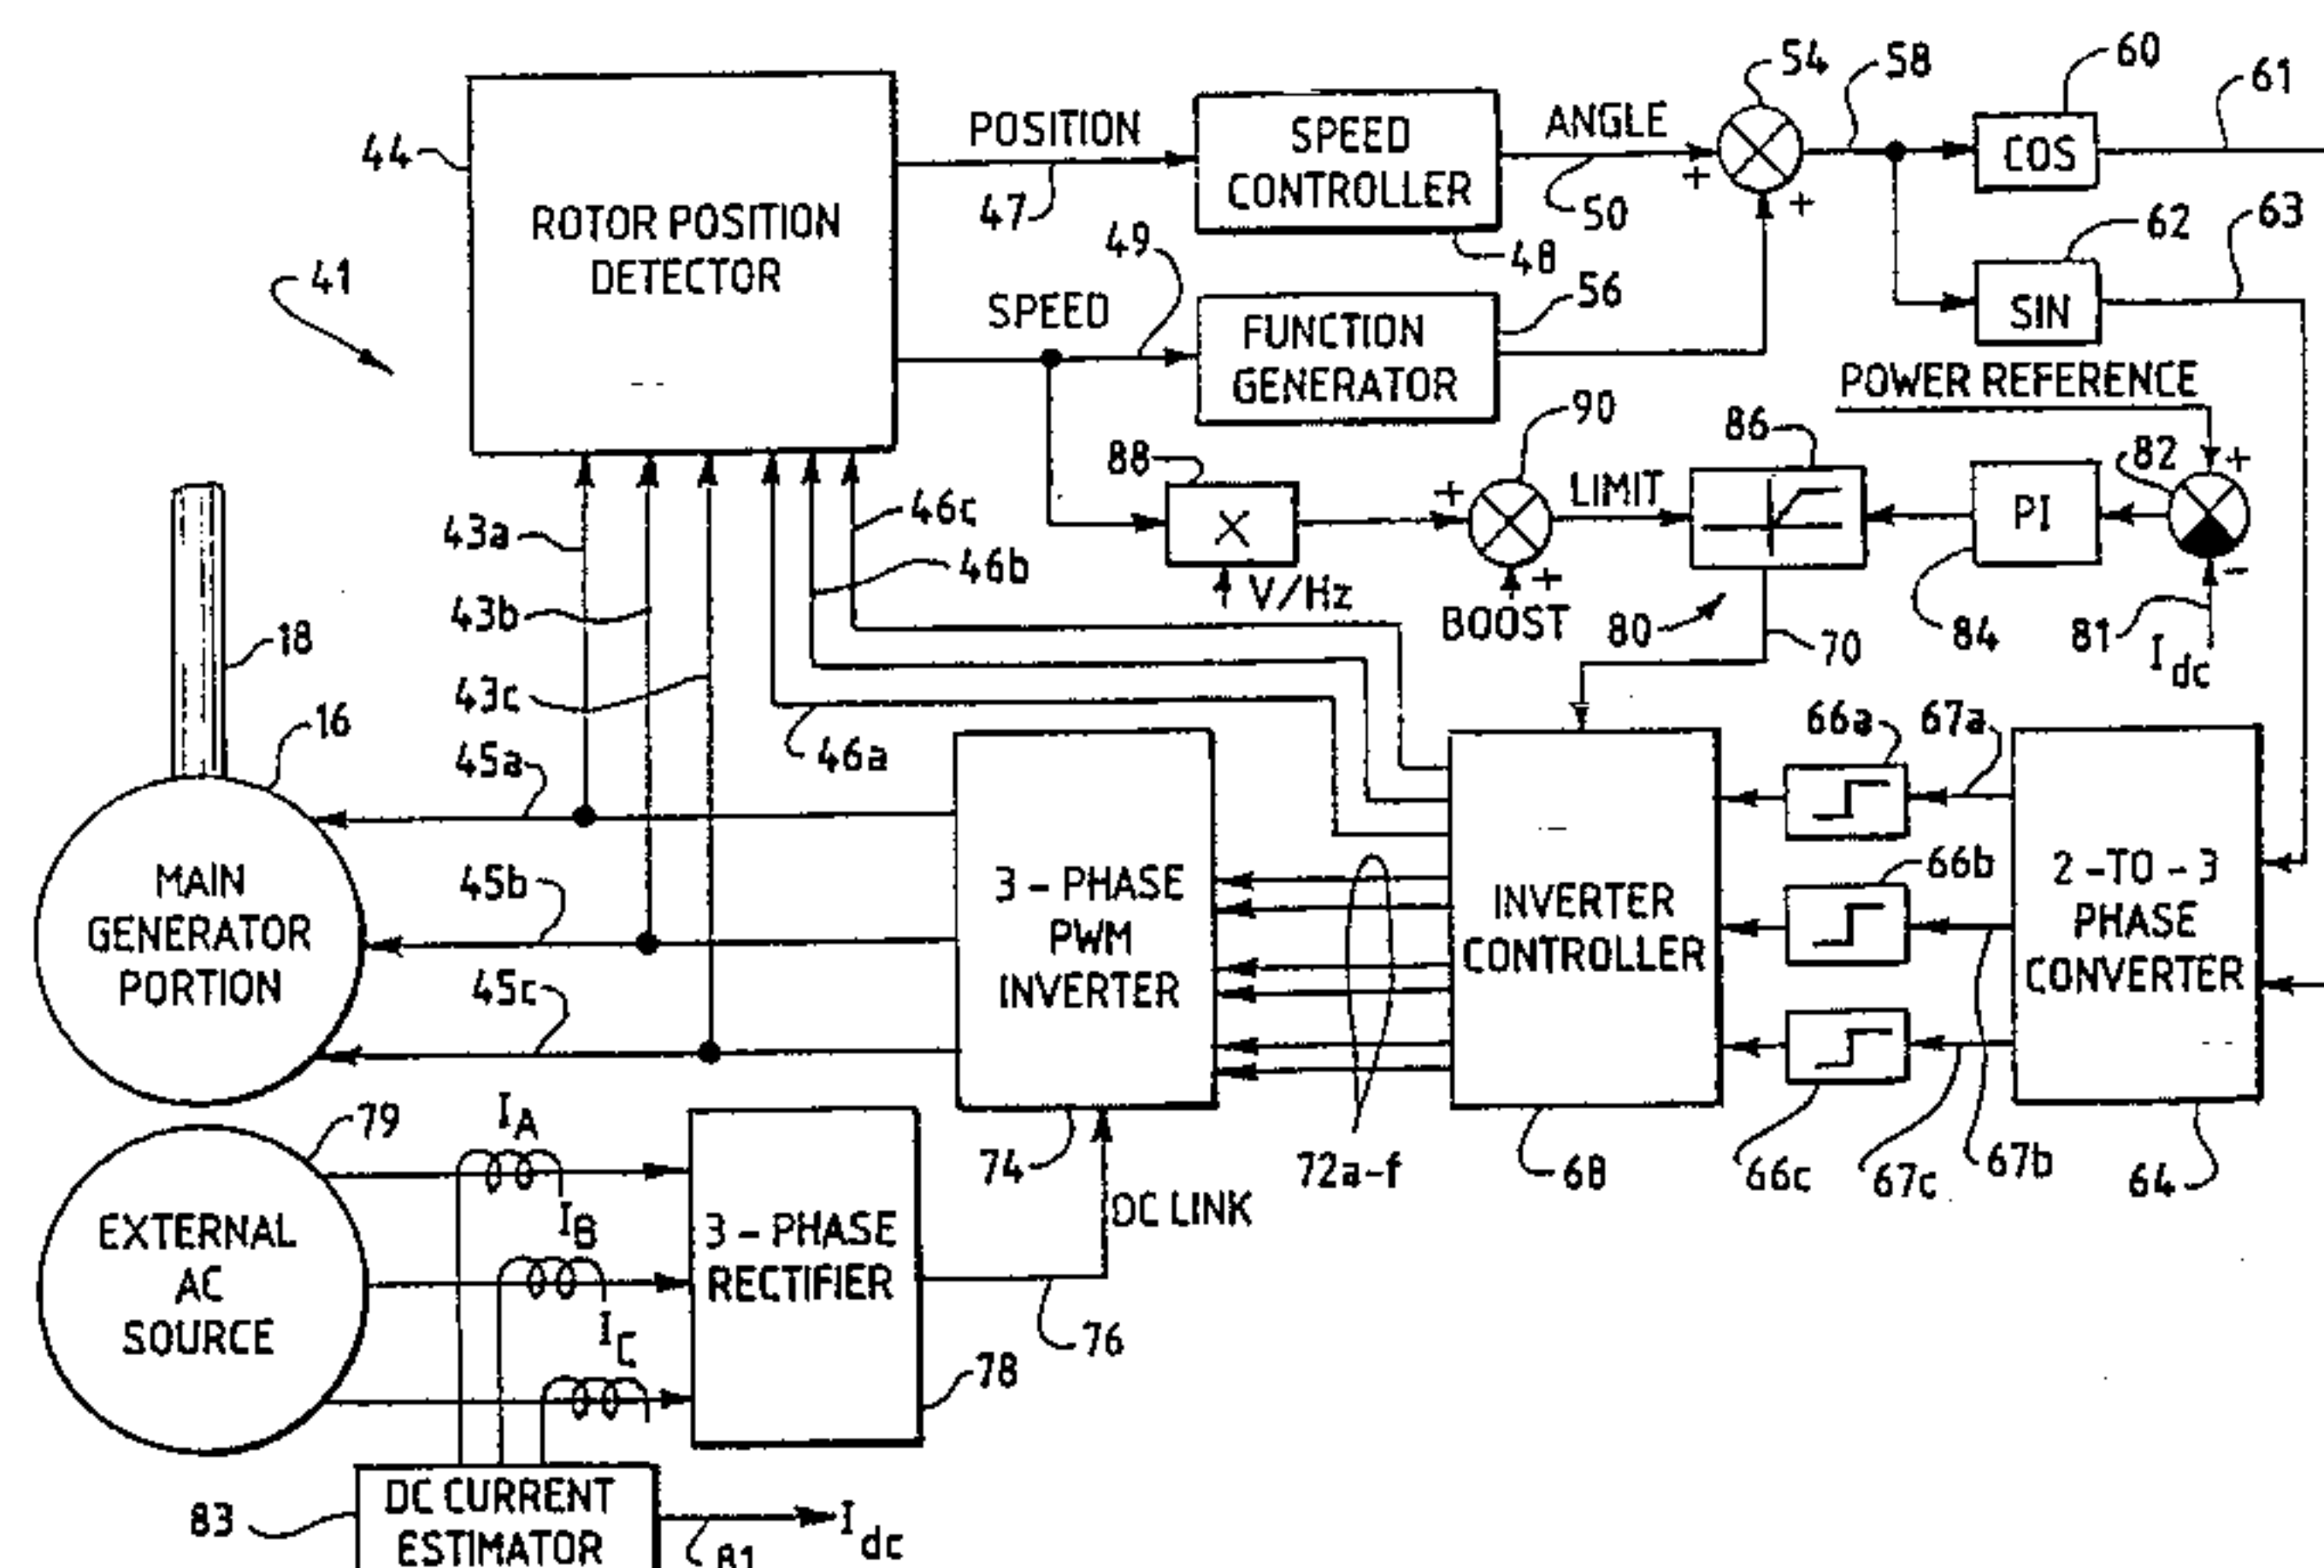 54
58
60
61
44
POSITION
47
SPEED
CONTROLLER
48
ANGLE
50
+
+
COS
62
63
SIN
ROTOR POSITION
DETECTOR
41
SPEED
49
FUNCTION
GENERATOR
56
POWER REFERENCE
90
86
82
+
88
X
V/Hz
+
+
BOOST
LIMIT
80
70
PI
84
-
81
Idc
43a
43b
43c
46c
46b
46a
18
16
45a
45b
45c
MAIN
GENERATOR
PORTION
3 - PHASE
PWM
INVERTER
74
72a-f
INVERTER
CONTROLLER
68
66a
67a
66b
66c
67c
67b
2 - TO - 3
PHASE
CONVERTER
64
79
IA
IB
IC
EXTERNAL
AC
SOURCE
3 - PHASE
RECTIFIER
DC LINK
76
78
83
DC CURRENT
ESTIMATOR
81
Idc